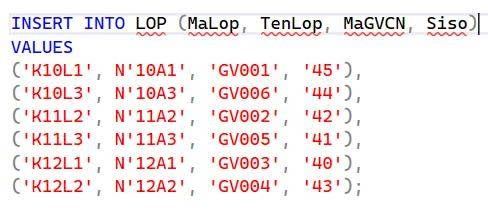 INSERT INTO LOP (MaLop, TenLop, MaGVCN, Siso)
VALUES
('K10L1', N'10A1', 'GV001', '45'),
('K10L3', N'10A3', 'GV006', '44'),
('K11L2', N'11A2', 'GV002', '42'),
('K11L3', N'11A3', 'GV005', '41'),
('K12L1', N'12A1', 'GV003', '40'),
('K12L2', N'12A2', 'GV004', '43');